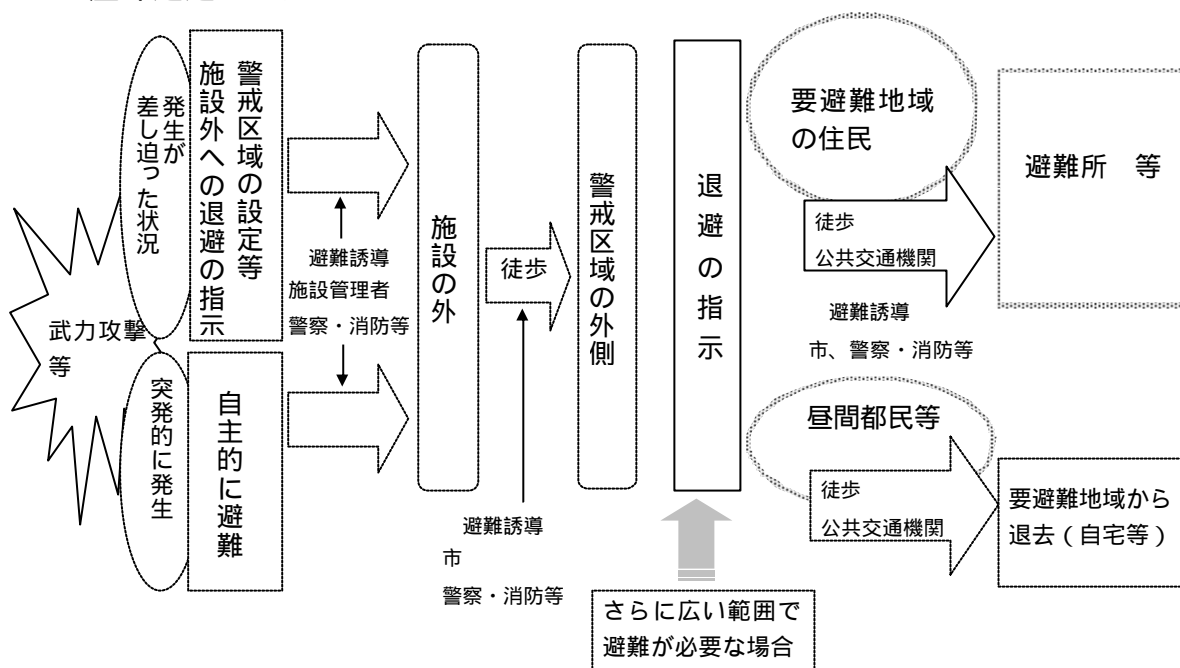 武力攻撃
等
発生が
差し迫った状況
警戒区域の設定等
施設外への退避の指示
突発的に発生
自主的に避難
避難誘導
施設管理者
警察・消防等
施設の外
徒歩
避難誘導
市
警察・消防等
警戒区域の外側
退避の指示
さらに広い範囲で
避難が必要な場合
要避難地域
の住民
徒歩
公共交通機関
避難誘導
市、警察・消防等
避難所　等
昼間都民等
徒歩
公共交通機関
要避難地域から
退去（自宅等）